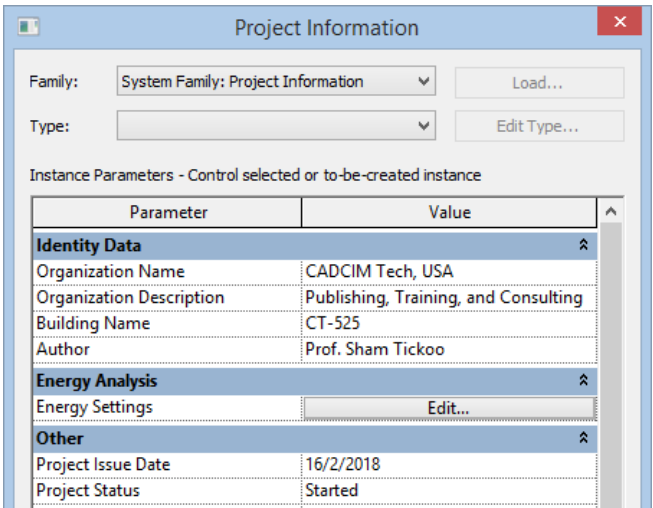 Project Information
Family: System Family: Project Information Load...
Type: Edit Type...
Instance Parameters - Control selected or to-be-created instance
Parameter Value
Identity Data
Organization Name CADCIM Tech, USA
Organization Description Publishing, Training, and Consulting
Building Name CT-525
Author Prof. Sham Tickoo
Energy Analysis
Energy Settings Edit...
Other
Project Issue Date 16/2/2018
Project Status Started